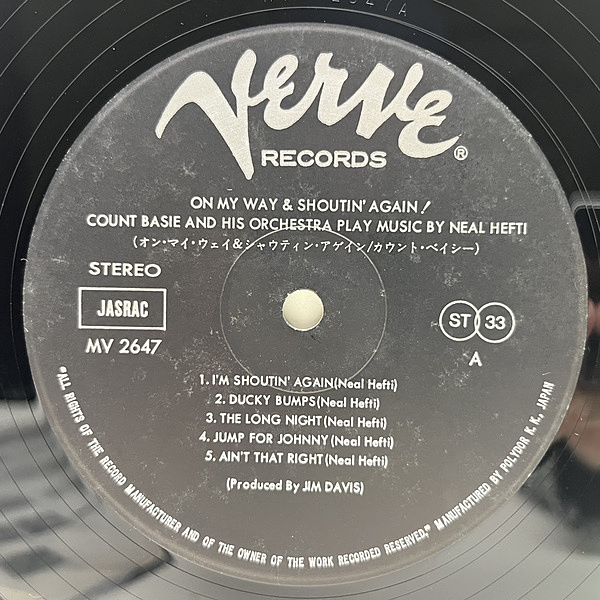 Verve
RECORDS ®
ON MY WAY & SHOUTIN' AGAIN!
COUNT BASIE AND HIS ORCHESTRA PLAY MUSIC BY NEAL HEFTI
(オン・マイ・ウェイ&シャウティン・アゲイン/カウント・ベイシー)
STEREO
JASRAC
MV 2647
ST 33
A
1. I'M SHOUTIN' AGAIN (Neal Hefti)
2. DUCKY BUMPS (Neal Hefti)
3. THE LONG NIGHT (Neal Hefti)
4. JUMP FOR JOHNNY (Neal Hefti)
5. AIN'T THAT RIGHT (Neal Hefti)
(Produced By JIM DAVIS)
"ALL RIGHTS OF THE RECORD MANUFACTURER AND OF THE OWNER OF THE WORK RECORDED RESERVED," MANUFACTURED BY POLYDOR K. K., JAPAN